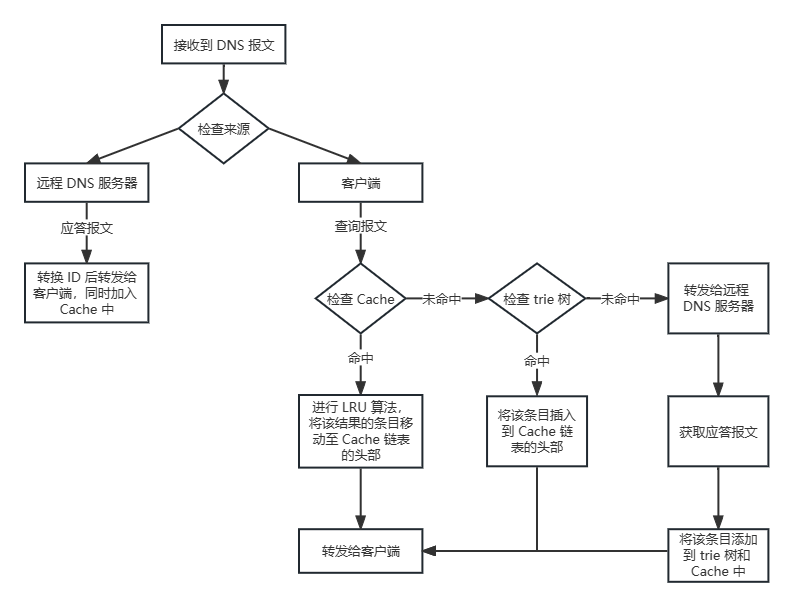 接收到 DNS 报文
检查来源
远程 DNS 服务器
客户端
应答报文
查询报文
转换 ID 后转发给
客户端，同时加入
Cache 中
检查 Cache
未命中
检查 trie 树
未命中
转发给远程
DNS 服务器
命中
命中
进行 LRU 算法，
将该结果的条目移
动至 Cache 链表
的头部
将该条目插入
到 Cache 链
表的头部
获取应答报文
转发给客户端
将该条目添加
到 trie 树和
Cache 中